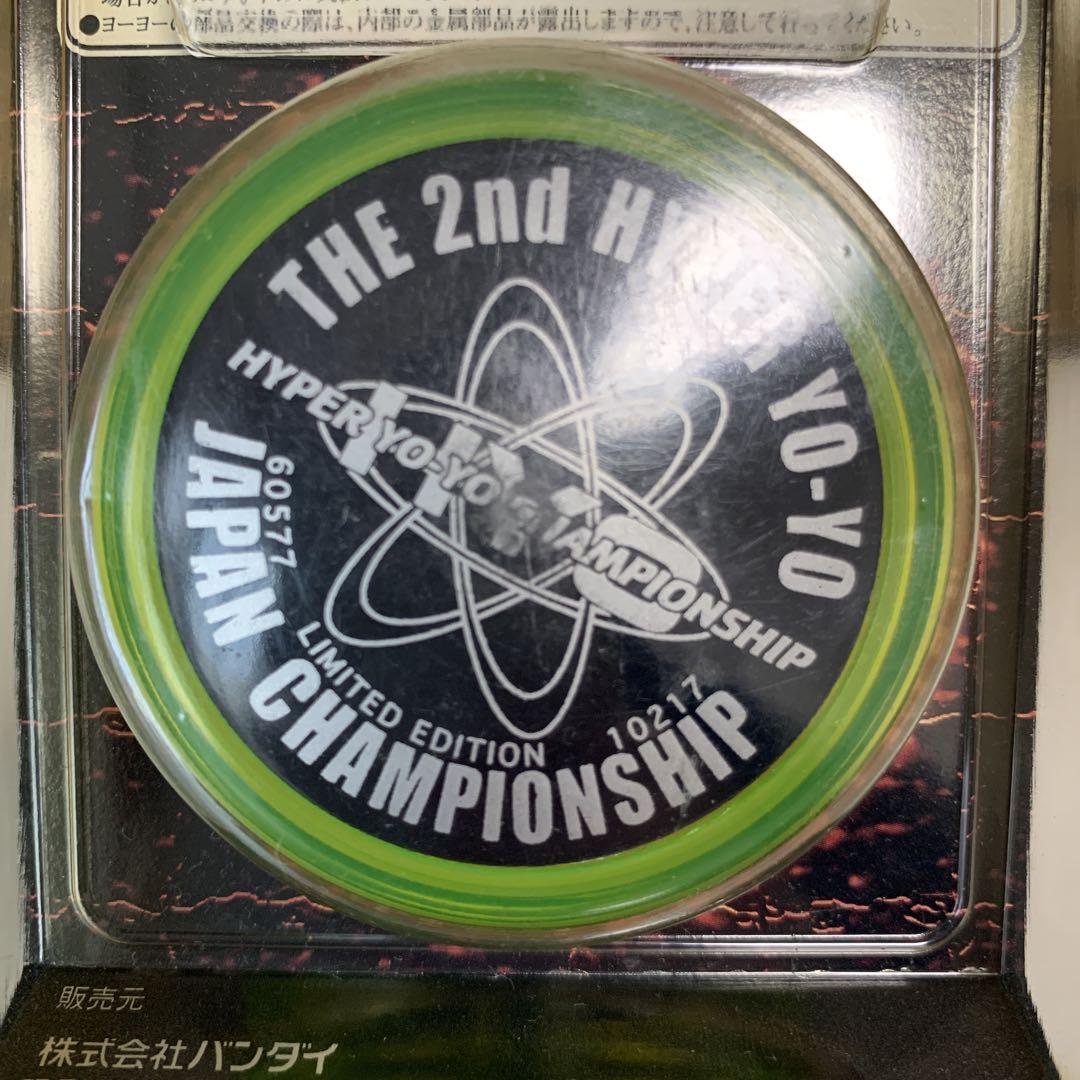 ●ヨーヨーの部品交換の際は、内部の金属部品が露出しますので、注意して行ってください。
THE 2nd HYPER YO-YO
HYPER YO-YO CHAMPIONSHIP
60577
LIMITED EDITION
10217
JAPAN CHAMPIONSHIP
販売元
株式会社バンダイ